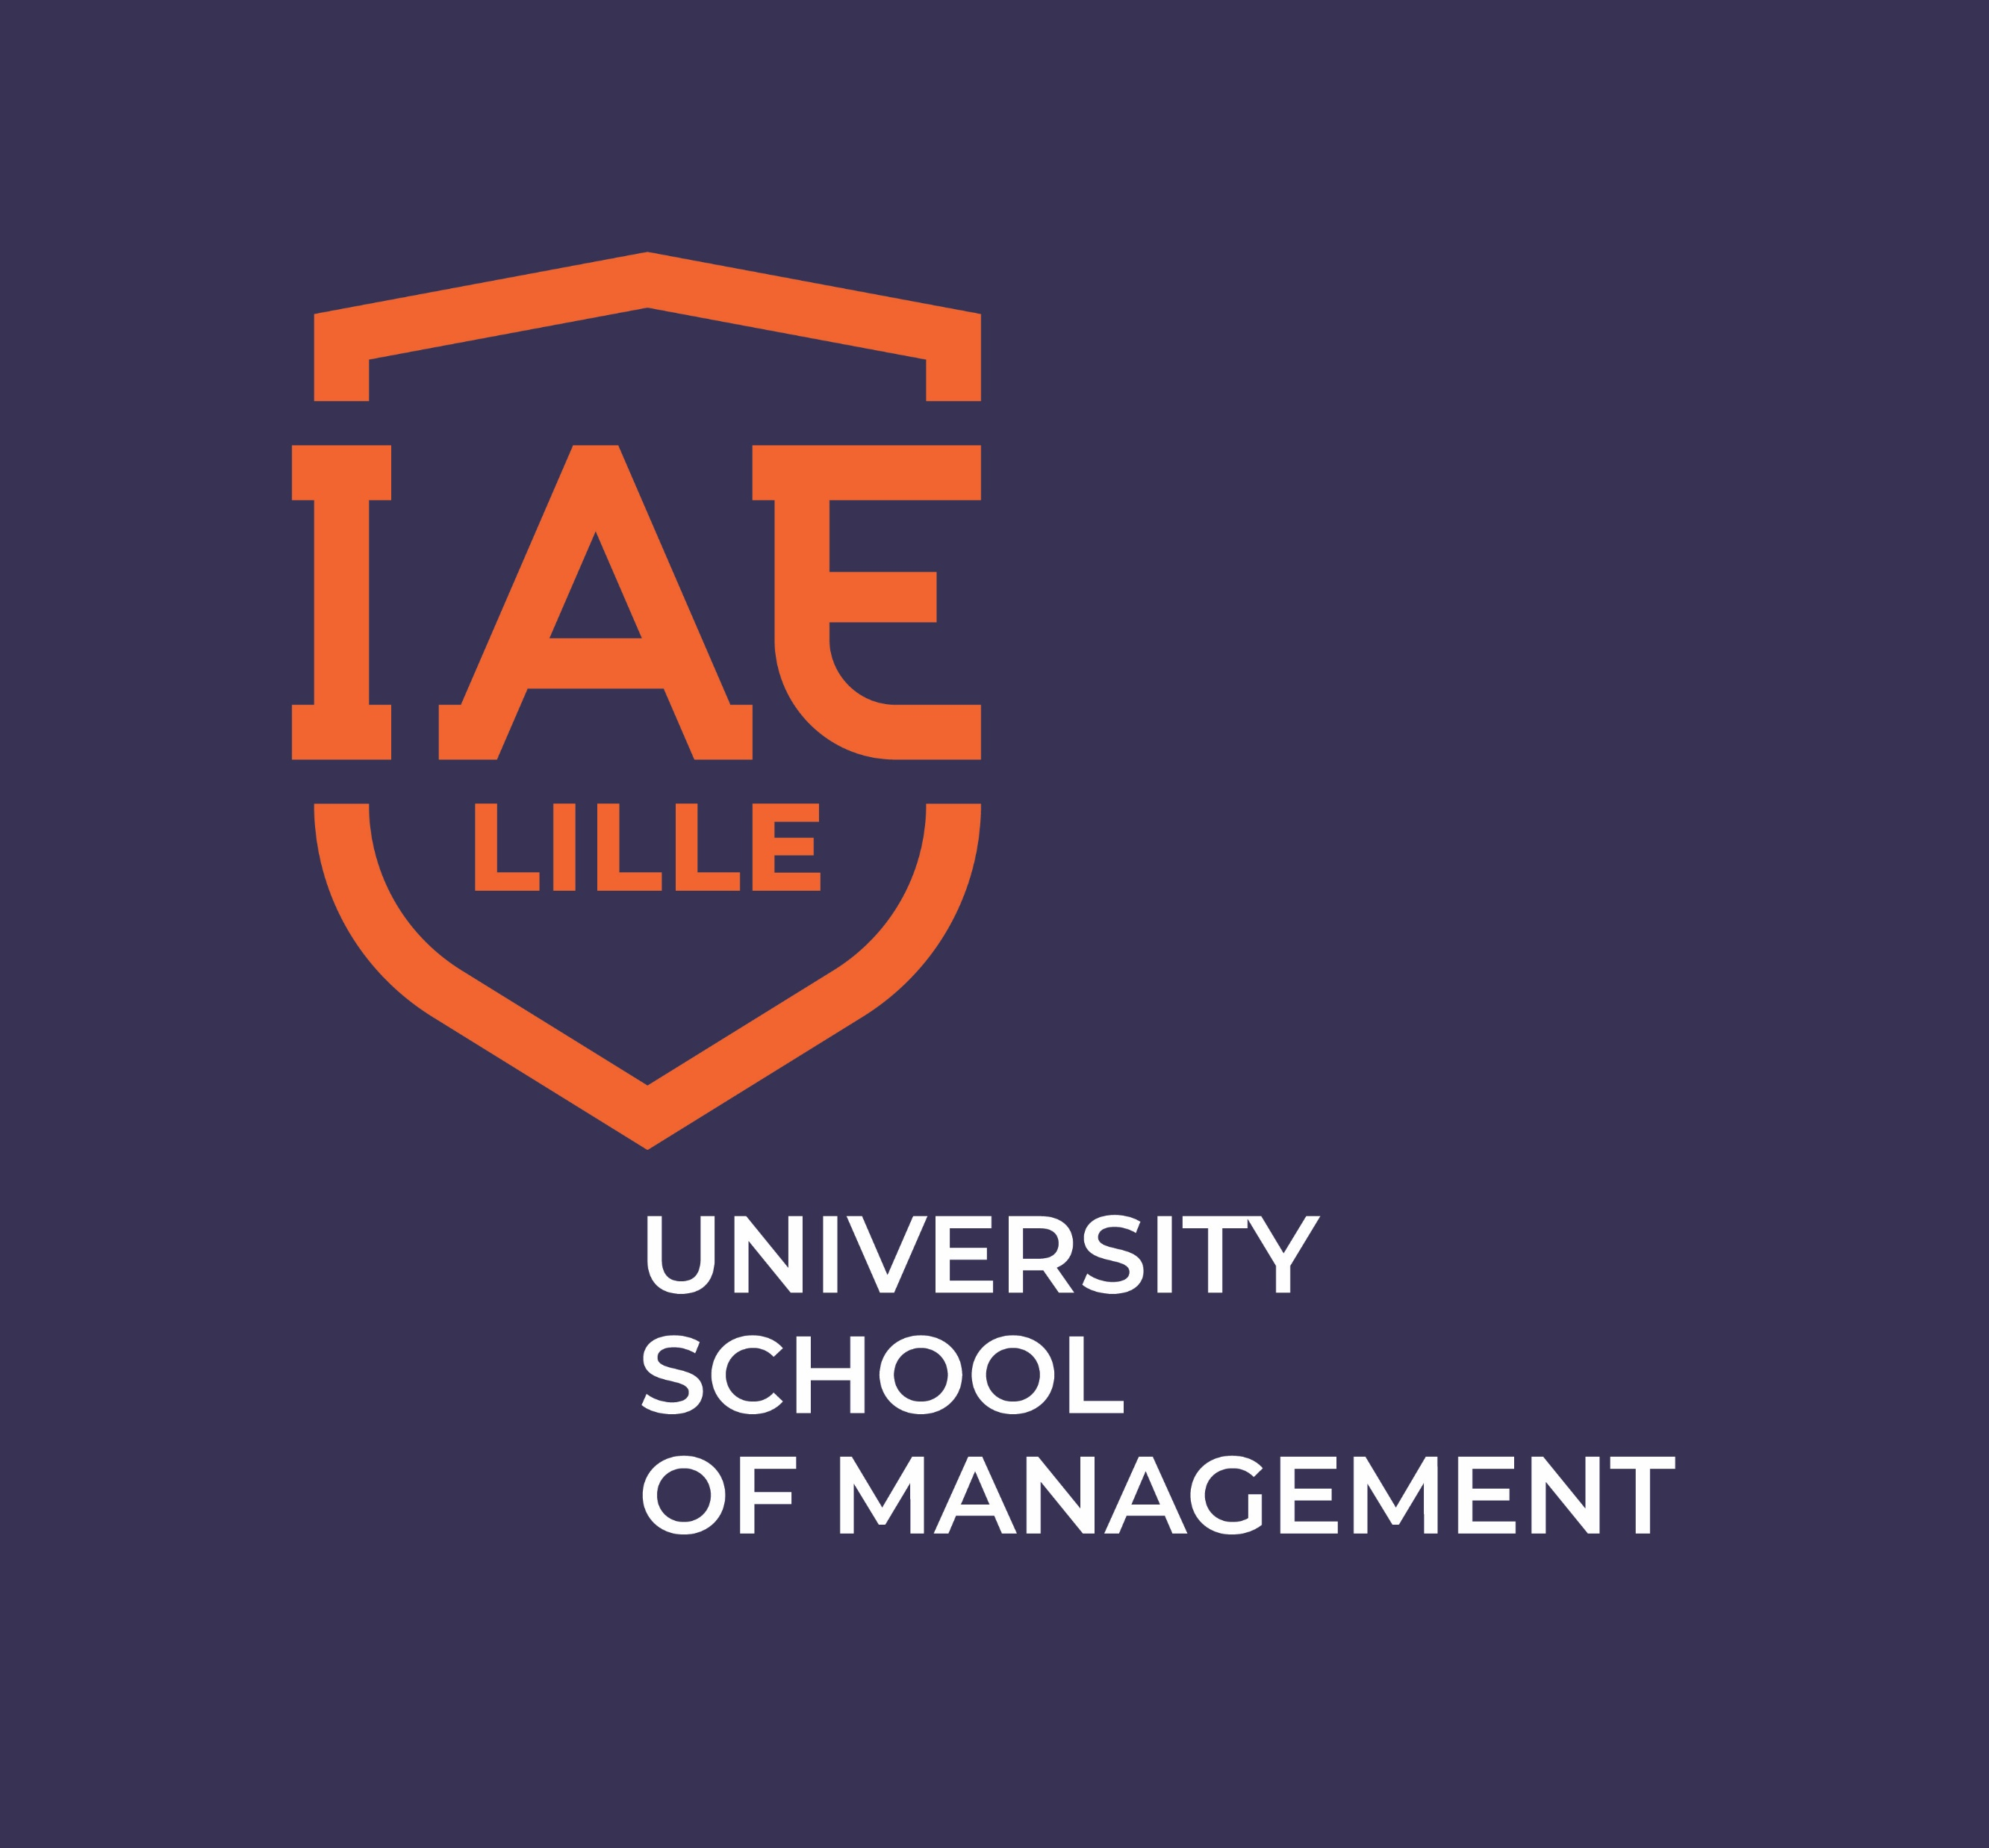 IAE
LILLE
UNIVERSITY
SCHOOL
OF MANAGEMENT